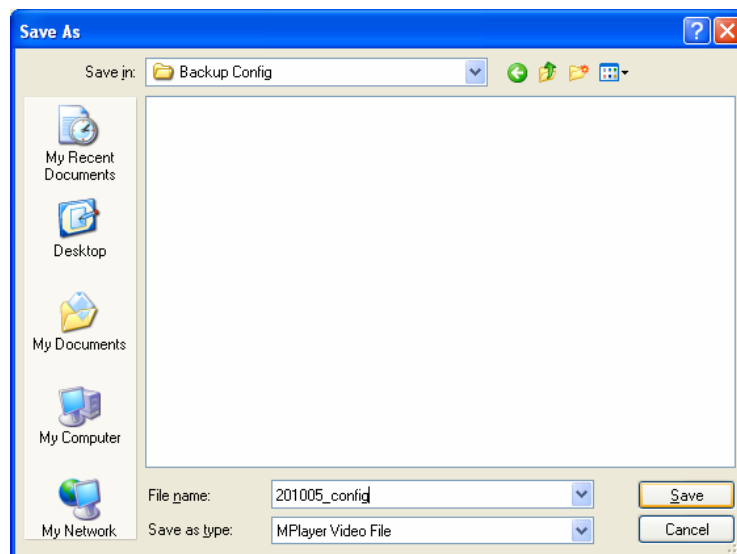 Save As
Save in: Backup Config
My Recent
Documents
Desktop
My Documents
My Computer
My Network
File name: 201005_config
Save
Save as type: MPlayer Video File
Cancel